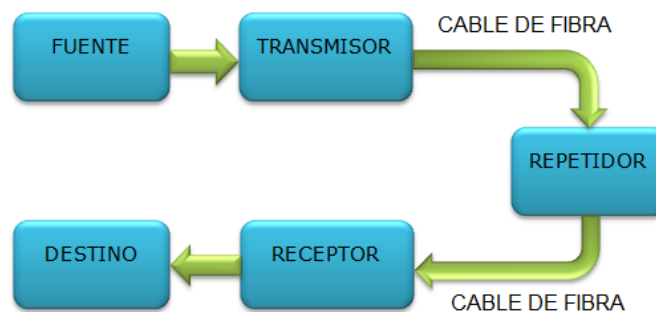 FUENTE
TRANSMISOR
CABLE DE FIBRA
REPETIDOR
DESTINO
RECEPTOR
CABLE DE FIBRA